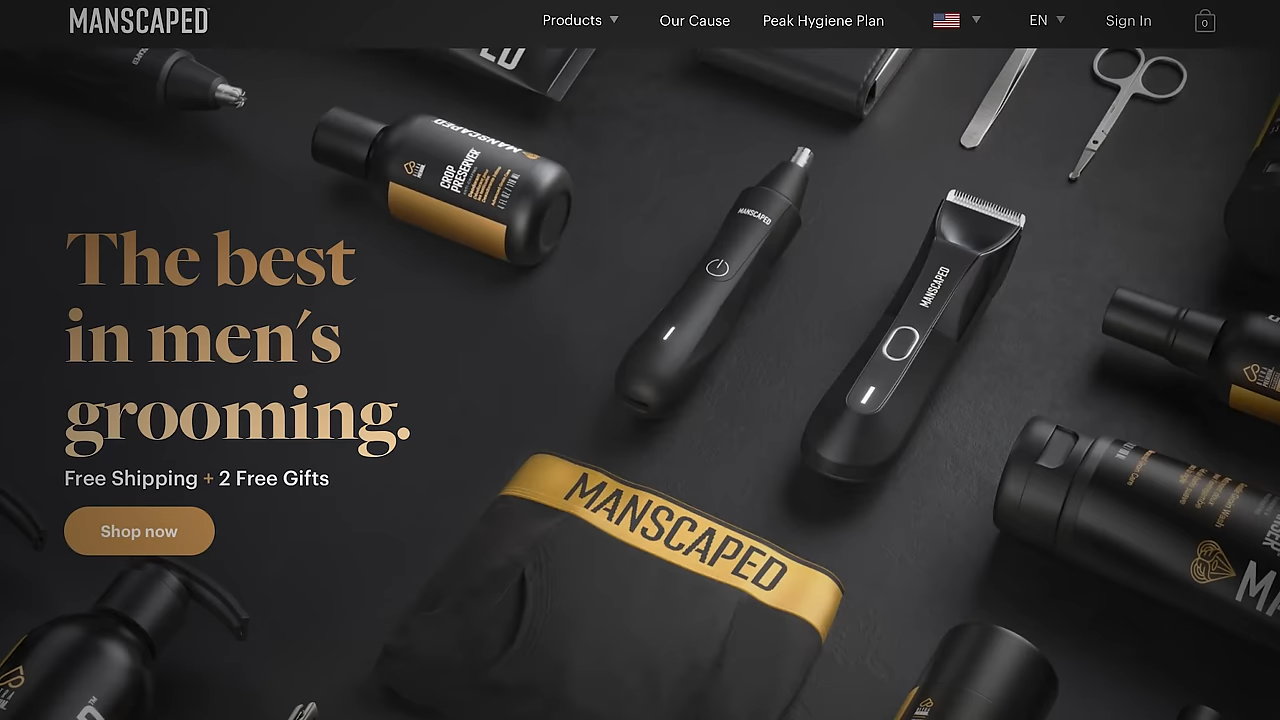 MANSCAPED
Products
Our Cause
Peak Hygiene Plan
EN
Sign In
0
MANSCAPED
CROP
PRESERVER
MANSCAPED
MANSCAPED
The best
in men's
grooming.
Free Shipping + 2 Free Gifts
Shop now
MANSCAPED